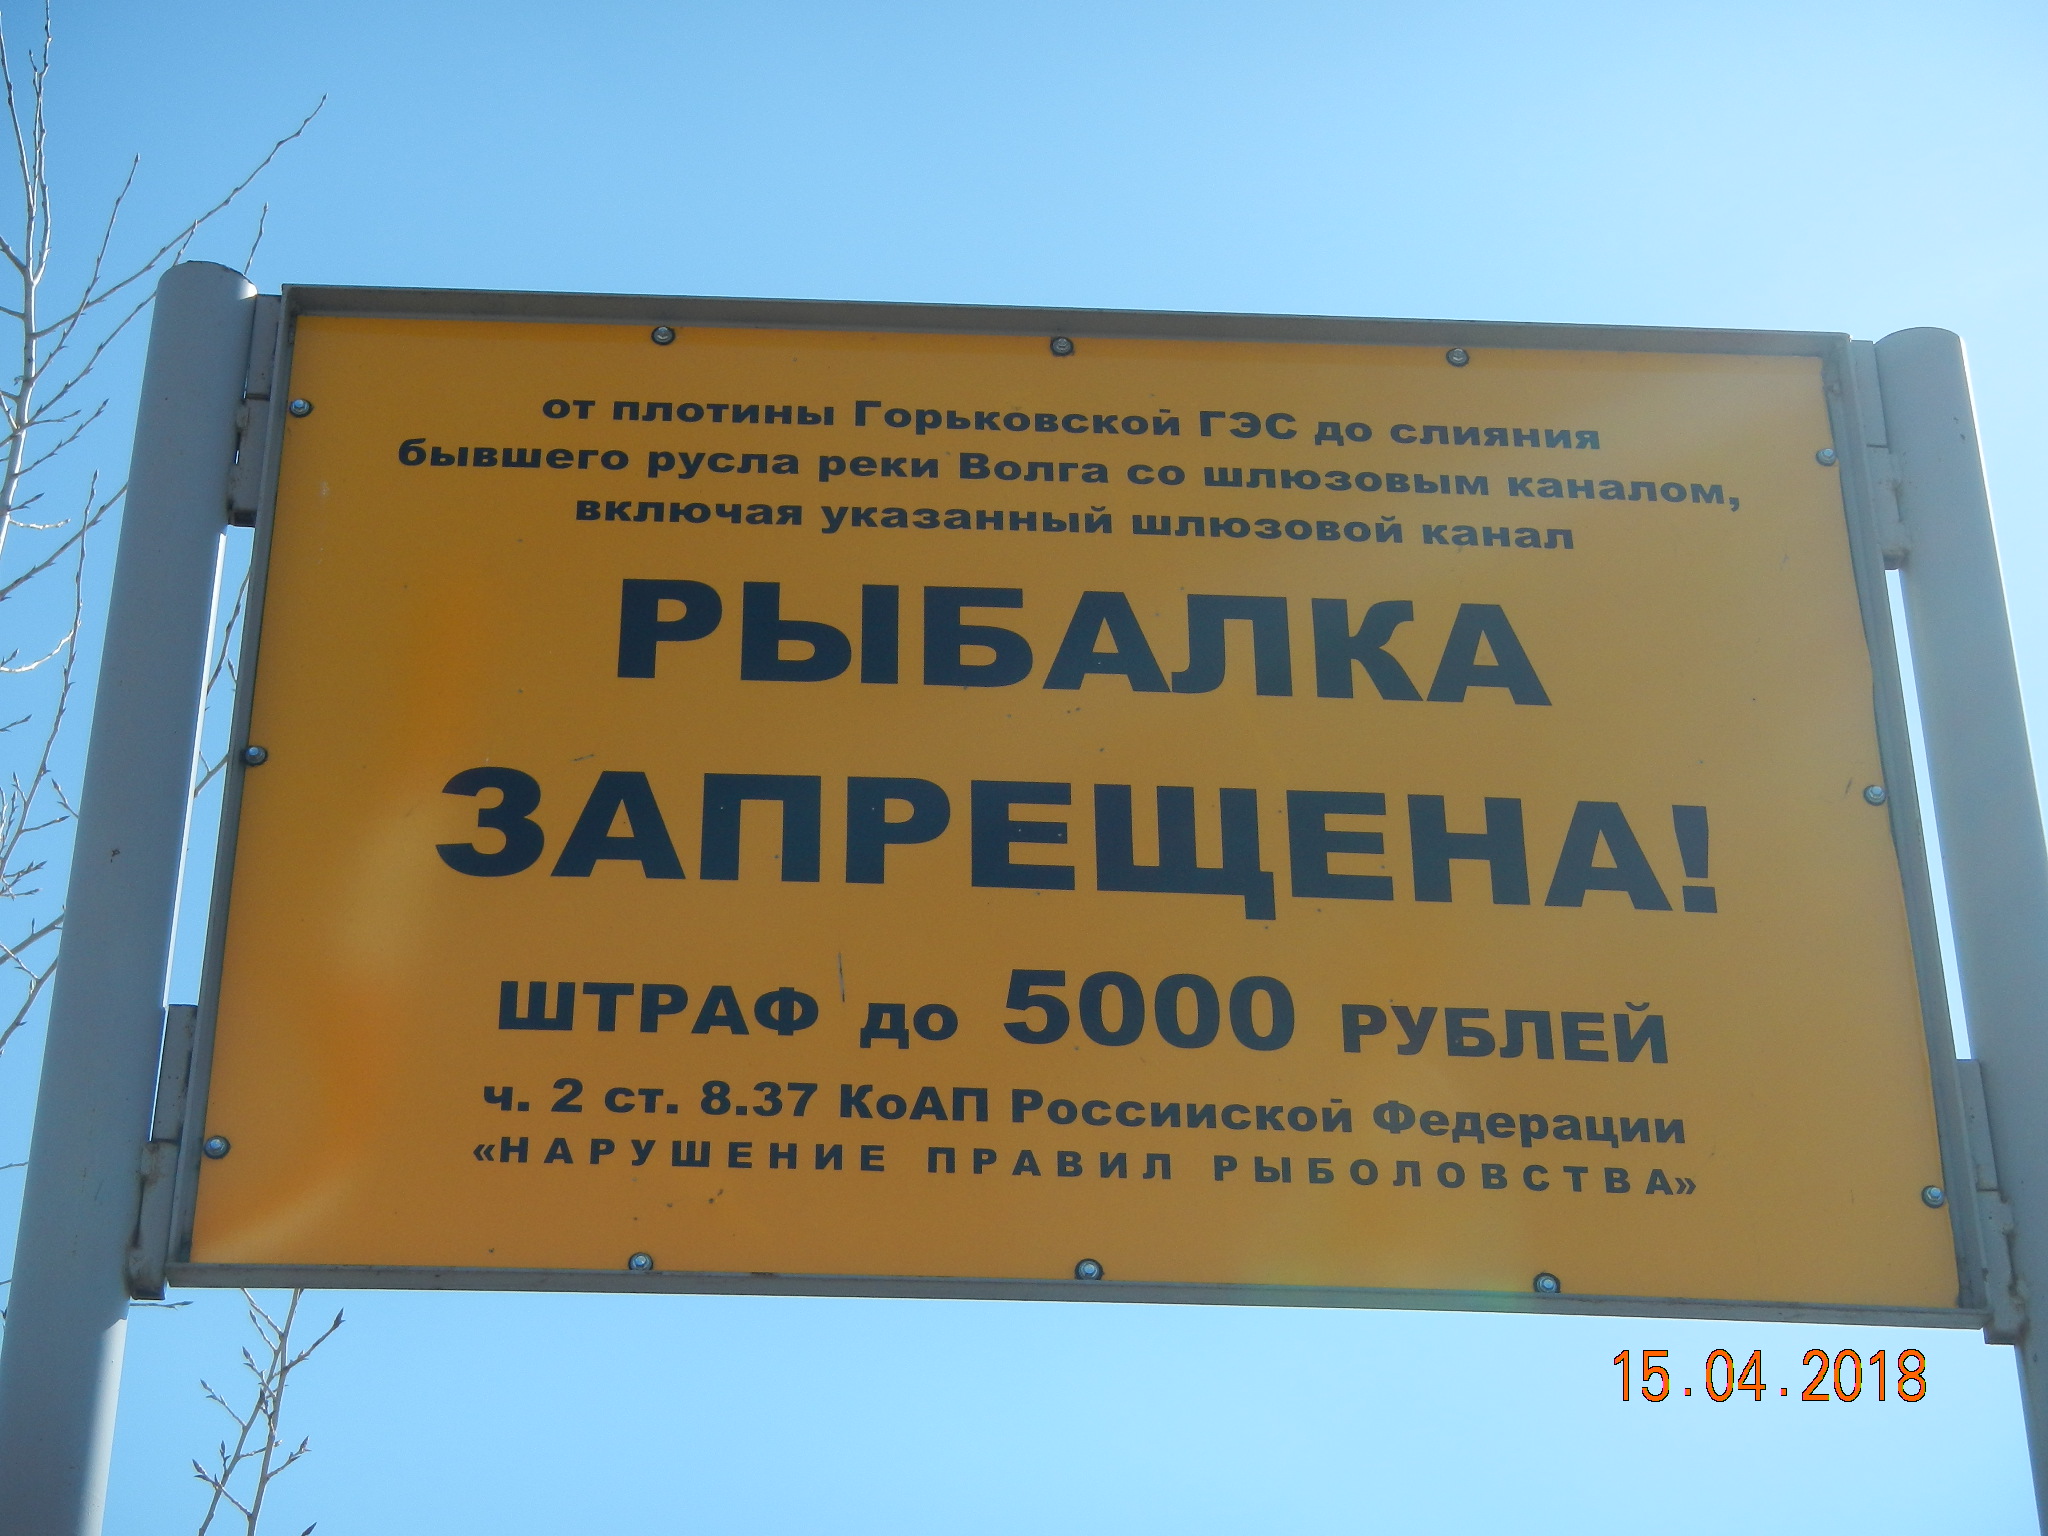 от плотины Горьковской ГЭС до слияния
бывшего русла реки Волга со шлюзовым каналом,
включая указанный шлюзовой канал
РЫБАЛКА
ЗАПРЕЩЕНА!
ШТРАФ до 5000 РУБЛЕЙ
ч. 2 ст. 8.37 КоАП Россииской Федерации
«НАРУШЕНИЕ ПРАВИЛ РЫБОЛОВСТВА»
15.04.2018